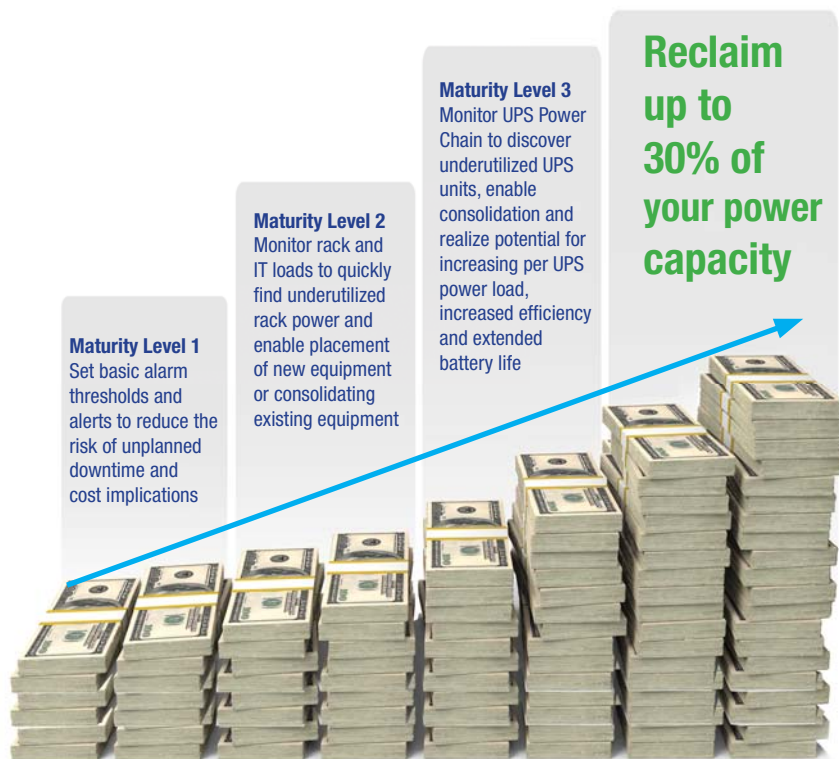 Maturity Level 1
Set basic alarm
thresholds and
alerts to reduce the
risk of unplanned
downtime and
cost implications
Maturity Level 2
Monitor rack and
IT loads to quickly
find underutilized
rack power and
enable placement
of new equipment
or consolidating
existing equipment
Maturity Level 3
Monitor UPS Power
Chain to discover
underutilized UPS
units, enable
consolidation and
realize potential for
increasing per UPS
power load,
increased efficiency
and extended
battery life
Reclaim
up to
30% of
your power
capacity